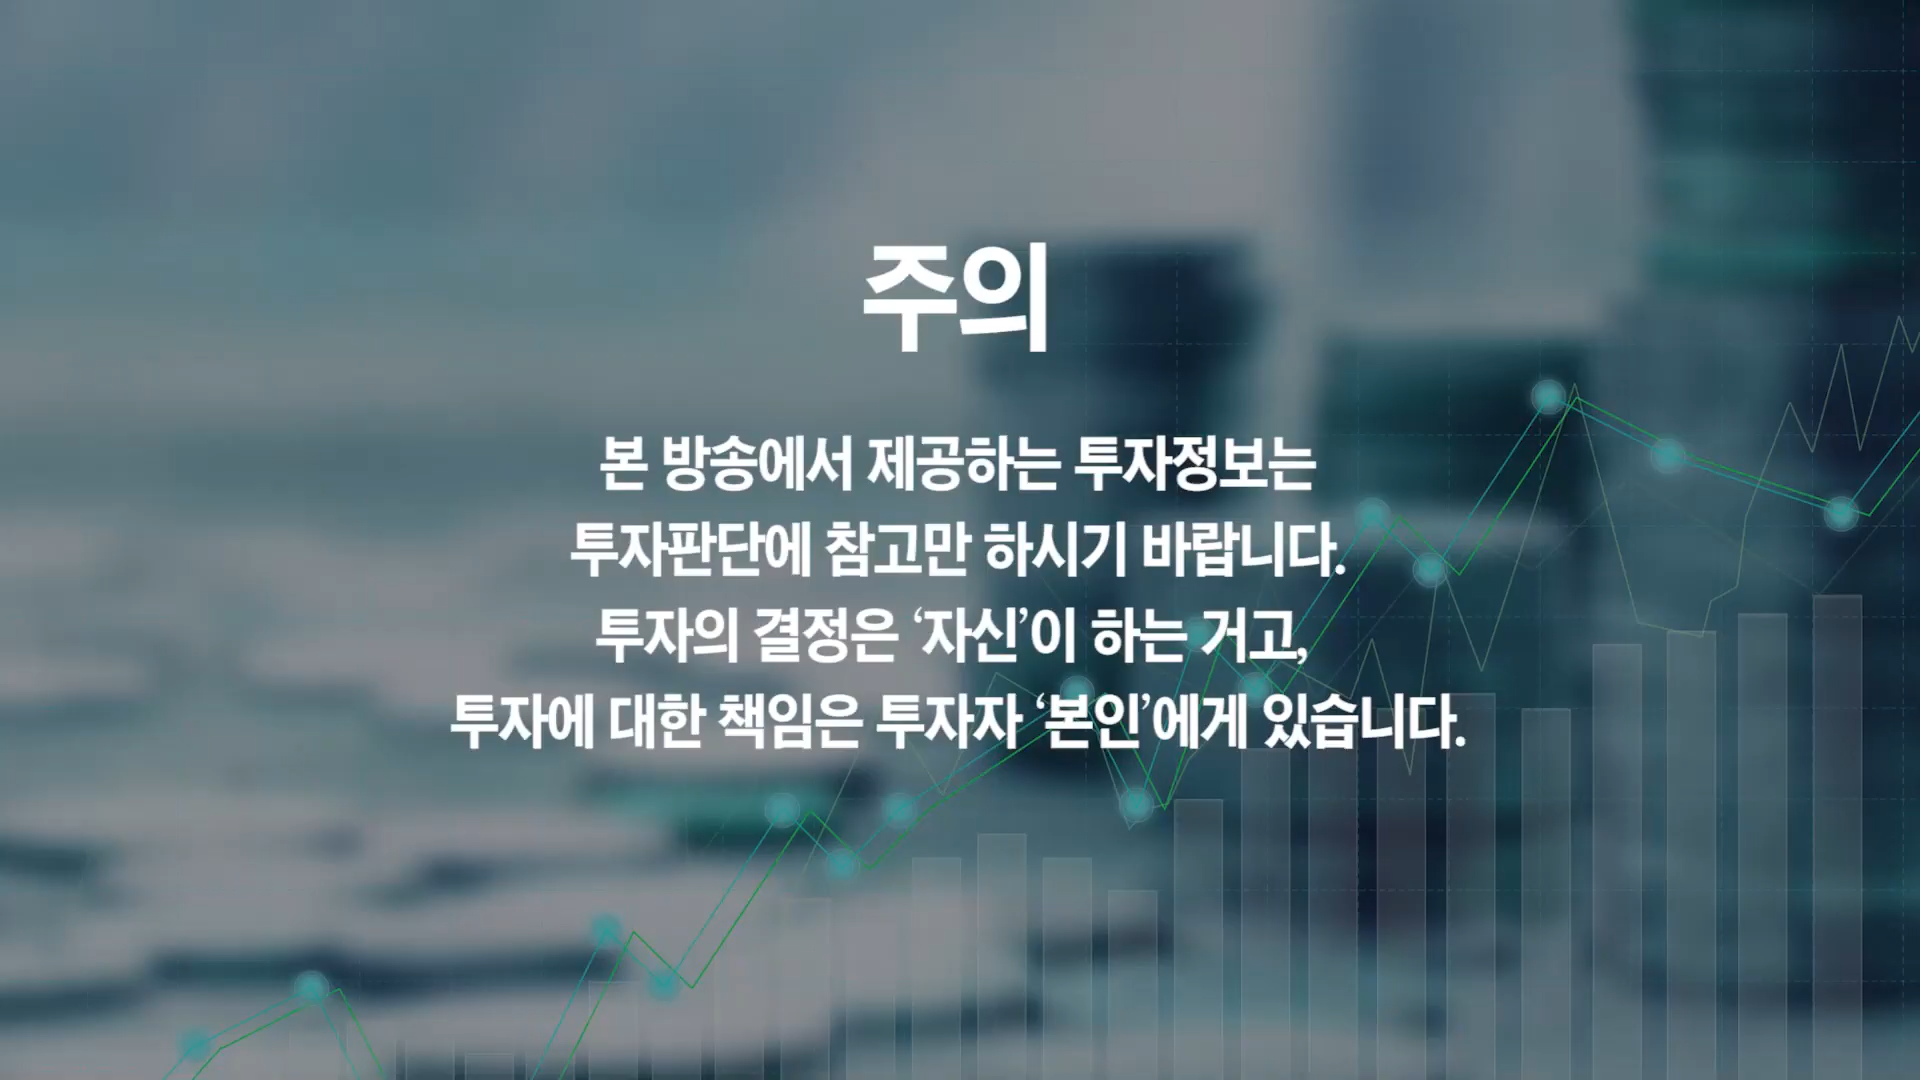 주의
본 방송에서 제공하는 투자정보는
투자판단에 참고만 하시기 바랍니다.
투자의 결정은 ‘자신’이 하는 거고,
투자에 대한 책임은 투자자 ‘본인’에게 있습니다.